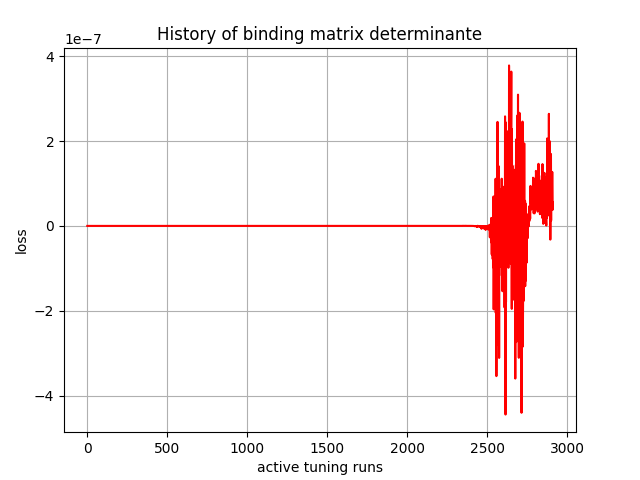 History of binding matrix determinante
1e−7
4
2
0
−2
−4
loss
0 500 1000 1500 2000 2500 3000
active tuning runs